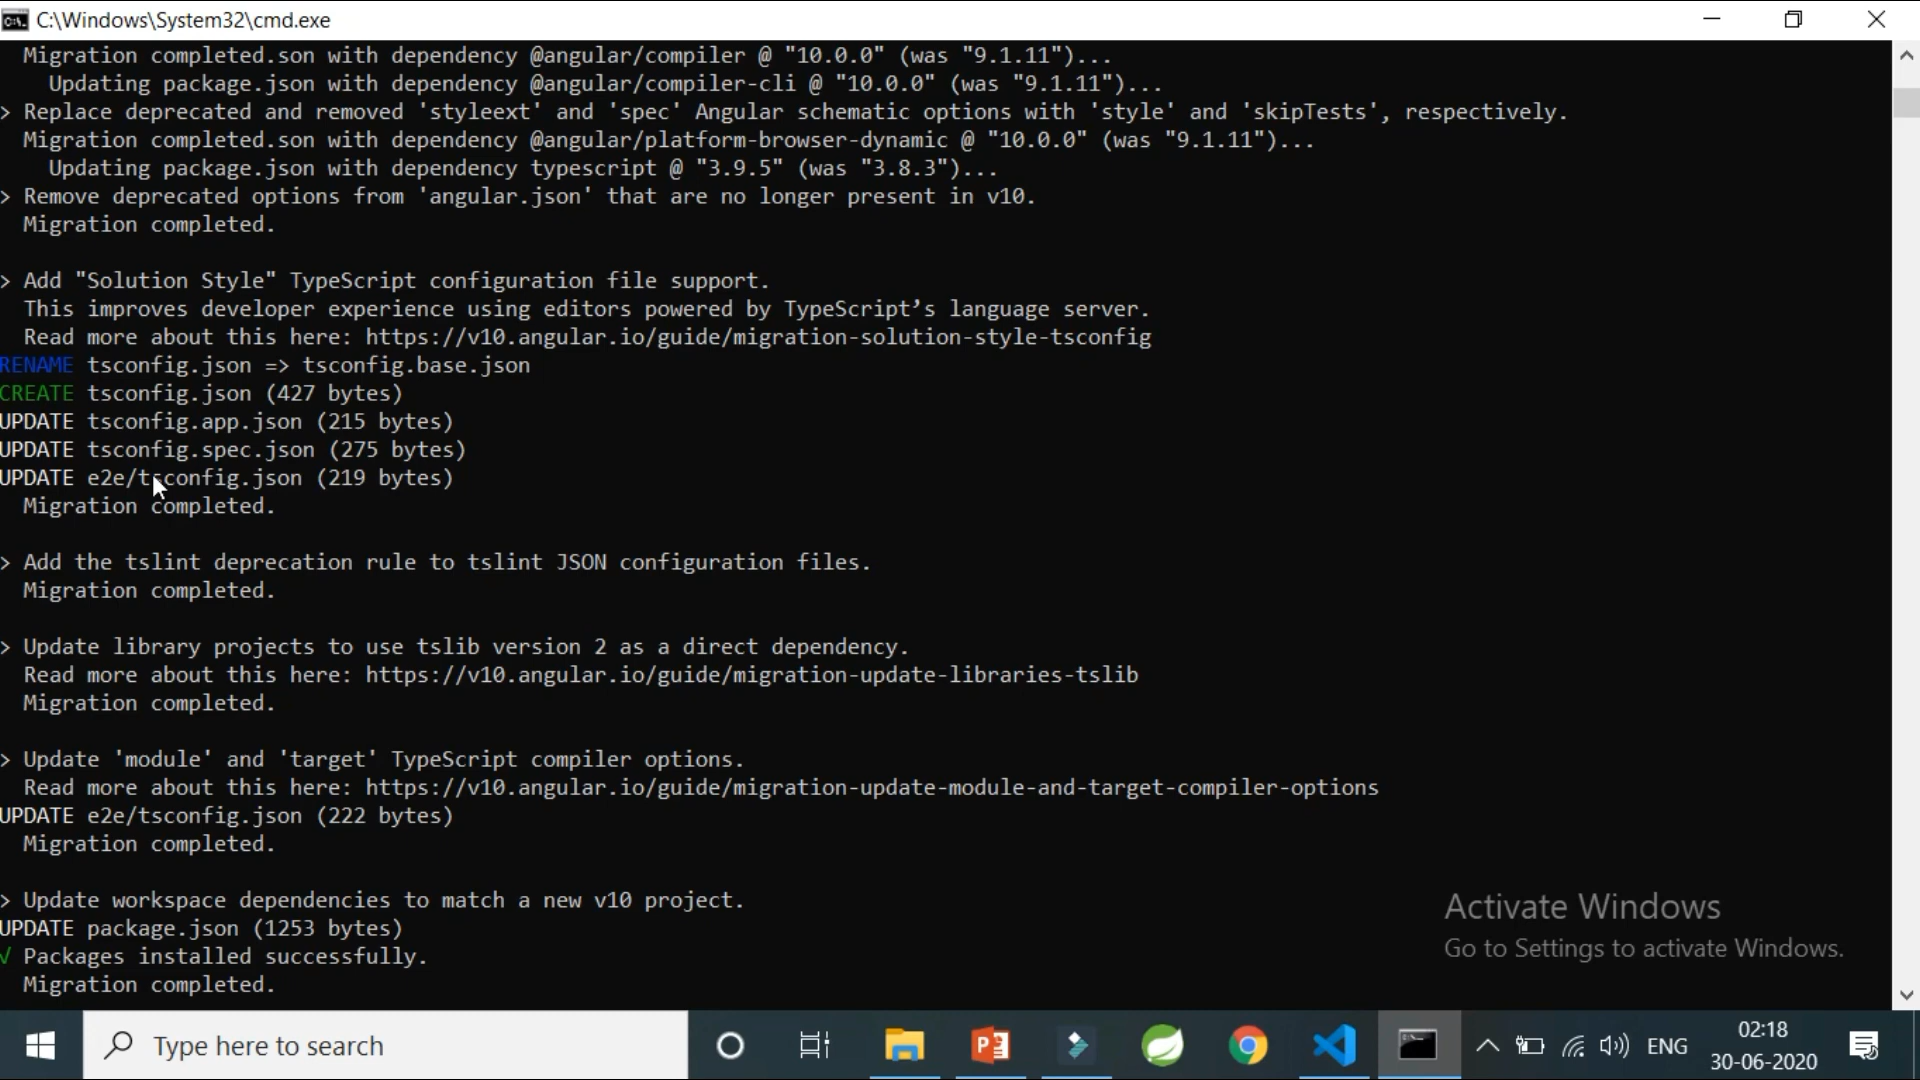 C:\Windows\System32\cmd.exe
Migration completed.son with dependency @angular/compiler @ "10.0.0" (was "9.1.11")...
Updating package.json with dependency @angular/compiler-cli @ "10.0.0" (was "9.1.11")...
> Replace deprecated and removed 'styleext' and 'spec' Angular schematic options with 'style' and 'skipTests', respectively.
Migration completed.son with dependency @angular/platform-browser-dynamic @ "10.0.0" (was "9.1.11")...
Updating package.json with dependency typescript @ "3.9.5" (was "3.8.3")...
> Remove deprecated options from 'angular.json' that are no longer present in v10.
Migration completed.
> Add "Solution Style" TypeScript configuration file support.
This improves developer experience using editors powered by TypeScript’s language server.
Read more about this here: https://v10.angular.io/guide/migration-solution-style-tsconfig
RENAME tsconfig.json => tsconfig.base.json
CREATE tsconfig.json (427 bytes)
UPDATE tsconfig.app.json (215 bytes)
UPDATE tsconfig.spec.json (275 bytes)
UPDATE e2e/tsconfig.json (219 bytes)
Migration completed.
> Add the tslint deprecation rule to tslint JSON configuration files.
Migration completed.
> Update library projects to use tslib version 2 as a direct dependency.
Read more about this here: https://v10.angular.io/guide/migration-update-libraries-tslib
Migration completed.
> Update 'module' and 'target' TypeScript compiler options.
Read more about this here: https://v10.angular.io/guide/migration-update-module-and-target-compiler-options
UPDATE e2e/tsconfig.json (222 bytes)
Migration completed.
> Update workspace dependencies to match a new v10 project.
UPDATE package.json (1253 bytes)
√ Packages installed successfully.
Migration completed.
Activate Windows
Go to Settings to activate Windows.
Type here to search
ENG
02:18
30-06-2020